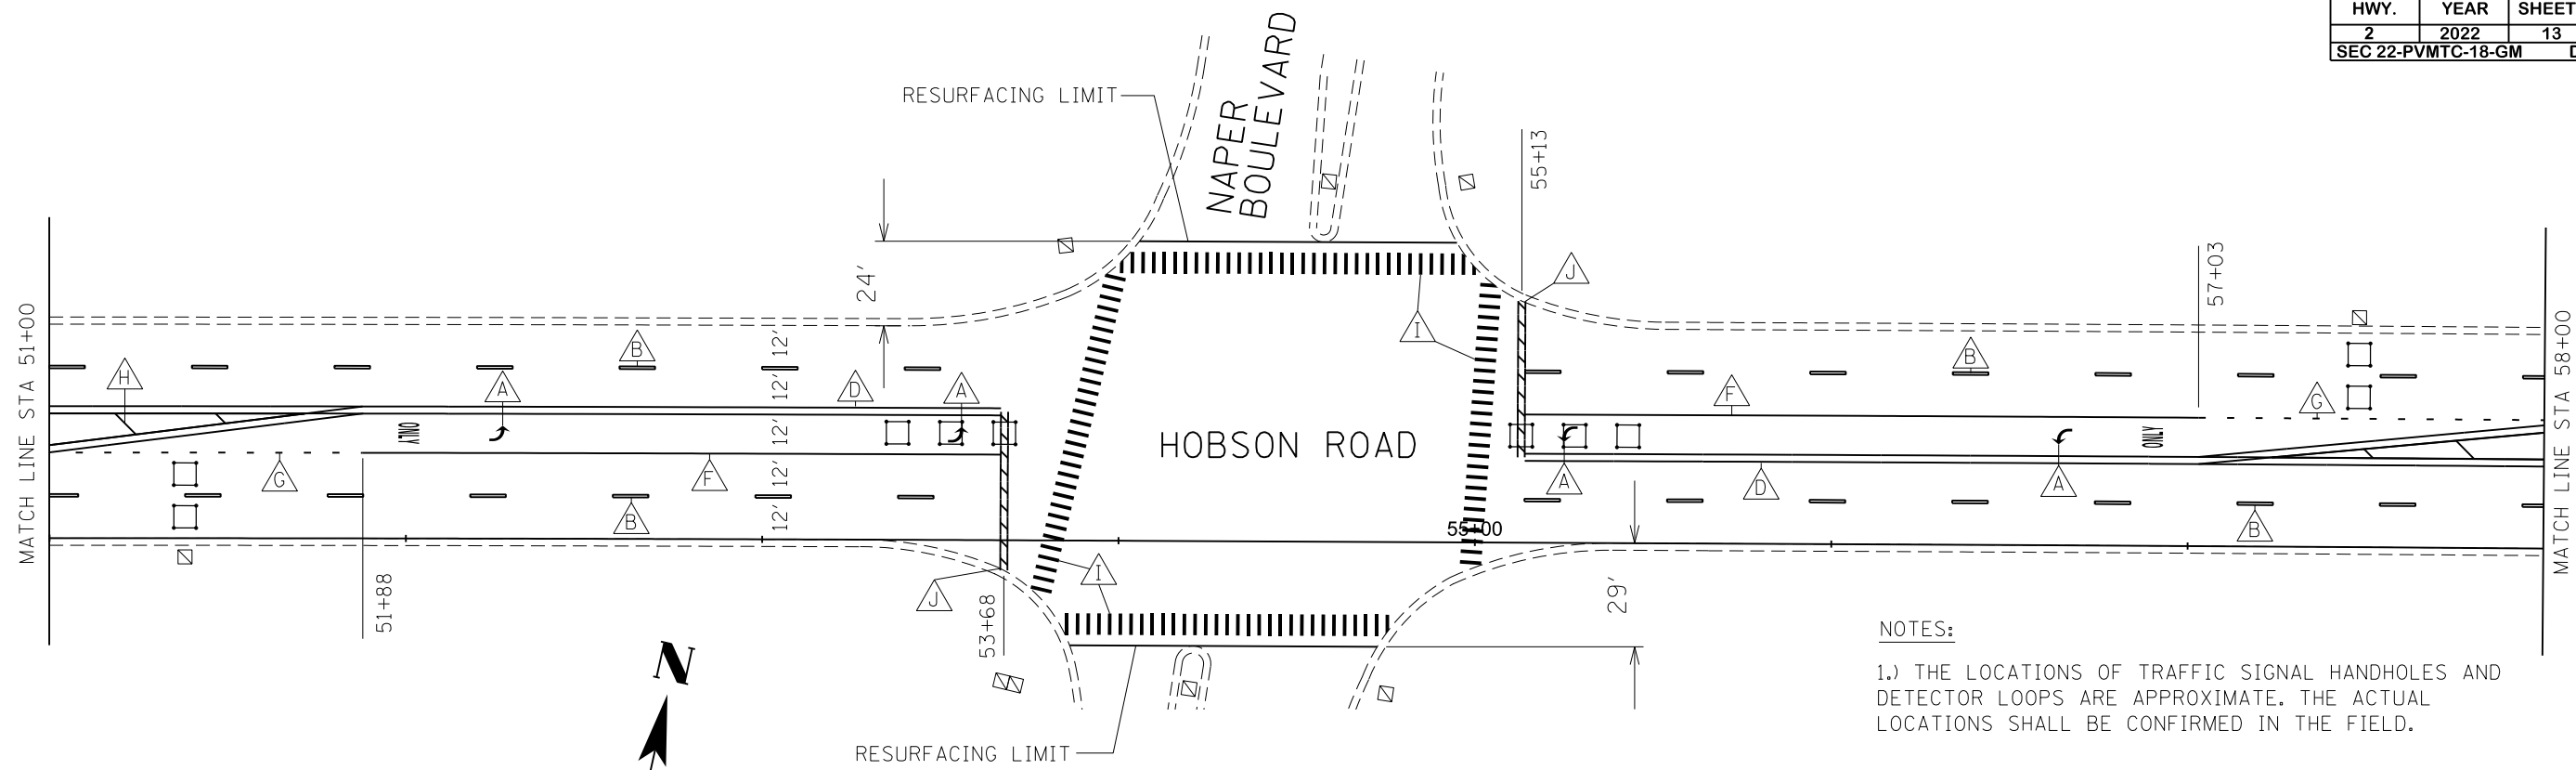 HWY. YEAR SHEET
2 2022 13
SEC 22-PVMTC-18-GM D
RESURFACING LIMIT
NAPER
BOULEVARD
55+13
24'
J
57+03
MATCH LINE STA 51+00
MATCH LINE STA 58+00
H
A
B
12'
12'
D
A
I
F
B
G
ONLY
HOBSON ROAD
ONLY
12'
G
F
A
D
A
B
12'
12'
55+00
B
51+88
J
53+68
I
29'
N
RESURFACING LIMIT
NOTES:
1.) THE LOCATIONS OF TRAFFIC SIGNAL HANDHOLES AND
DETECTOR LOOPS ARE APPROXIMATE. THE ACTUAL
LOCATIONS SHALL BE CONFIRMED IN THE FIELD.